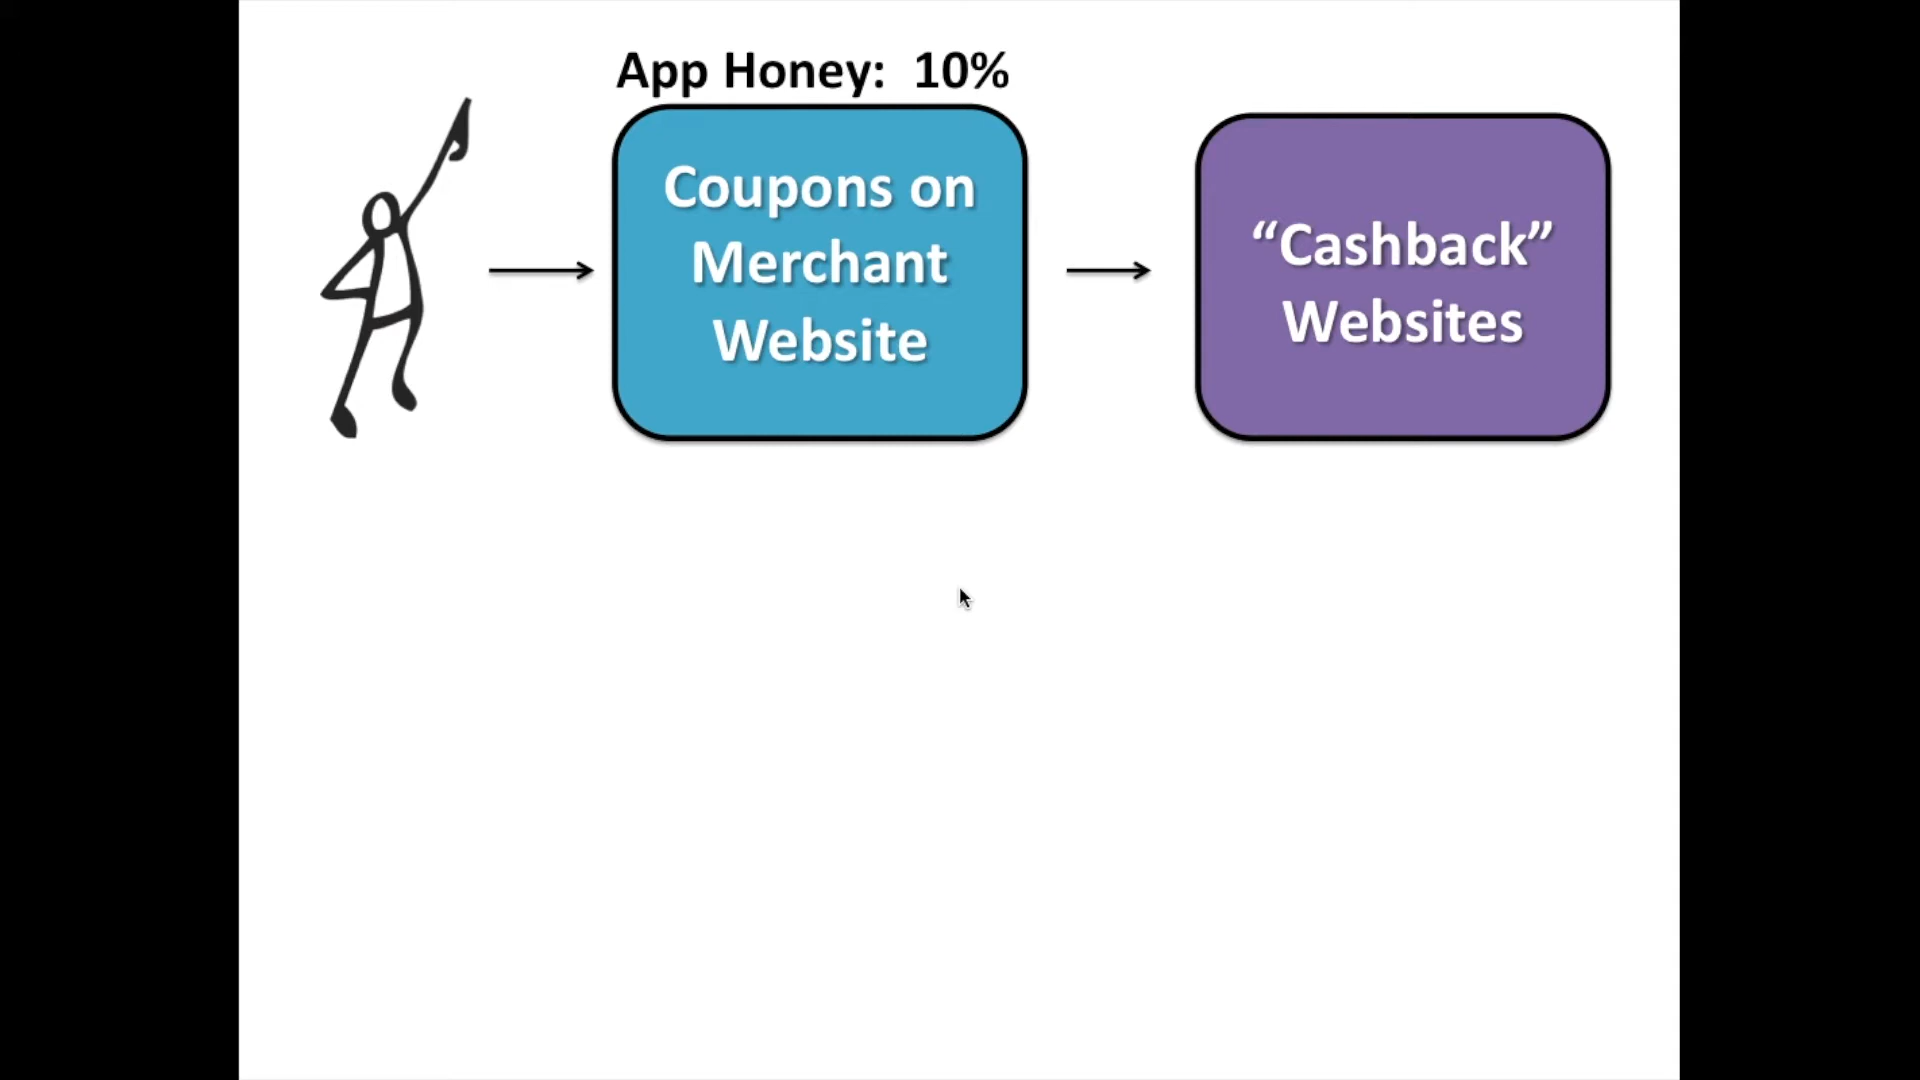 App Honey: 10%
Coupons on
Merchant
Website
“Cashback”
Websites